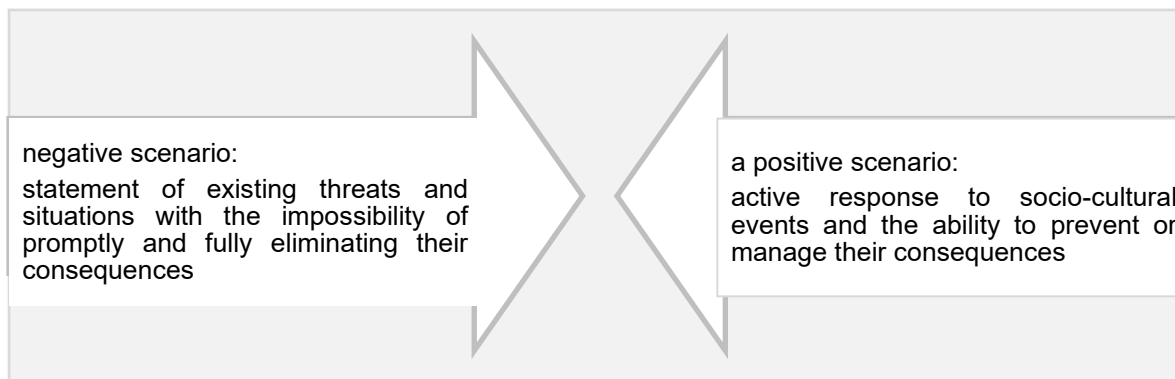 negative scenario:
statement of existing threats and
situations with the impossibility of
promptly and fully eliminating their
consequences
a positive scenario:
active response to socio-cultural
events and the ability to prevent or
manage their consequences